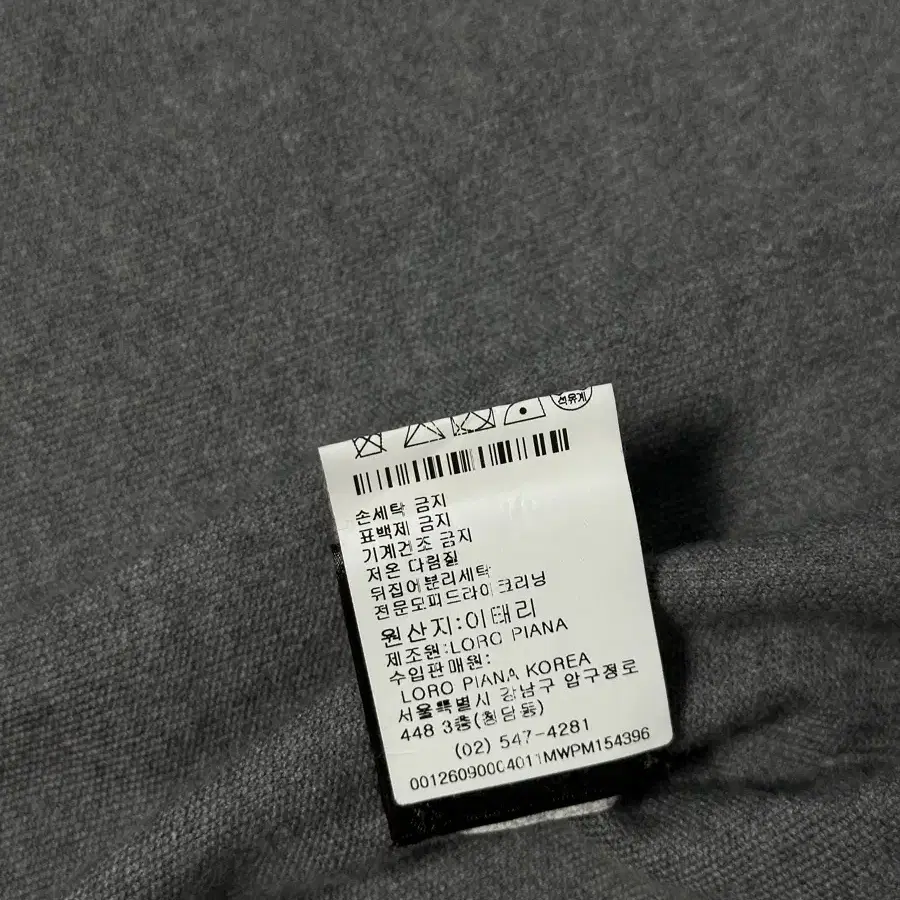 석유계
손세탁 금지
표백제 금지
기계건조 금지
저온 다림질
뒤집어분리세탁
전문모피드라이크리닝
원산지:이태리
제조원:LORO PIANA
수입판매원:
LORO PIANA KOREA
서울특별시 강남구 압구정로
448 3층(청담동)
(02) 547-4281
00126090004011MWPM154396